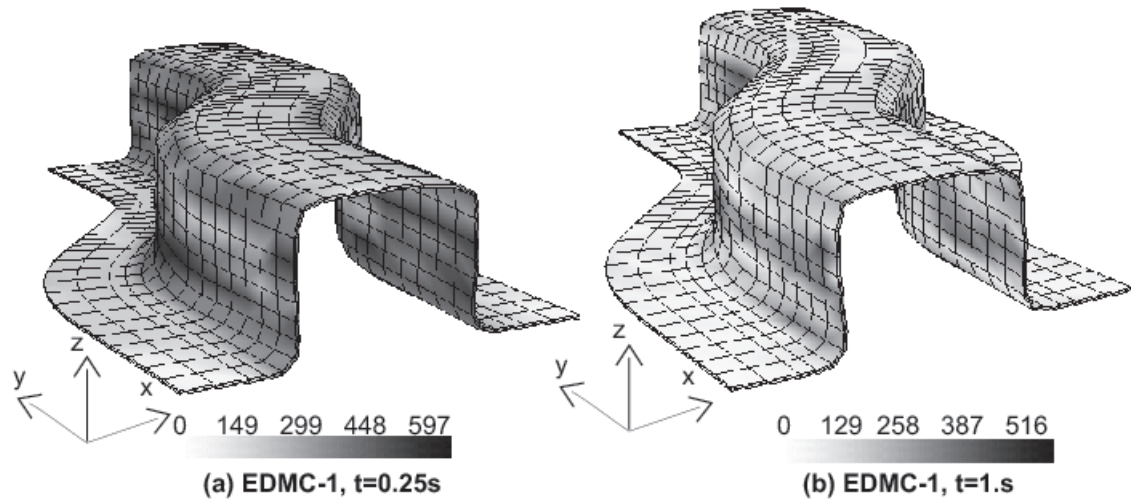 z
y
x
0 149 299 448 597
(a) EDMC-1, t=0.25s
z
y
x
0 129 258 387 516
(b) EDMC-1, t=1.s